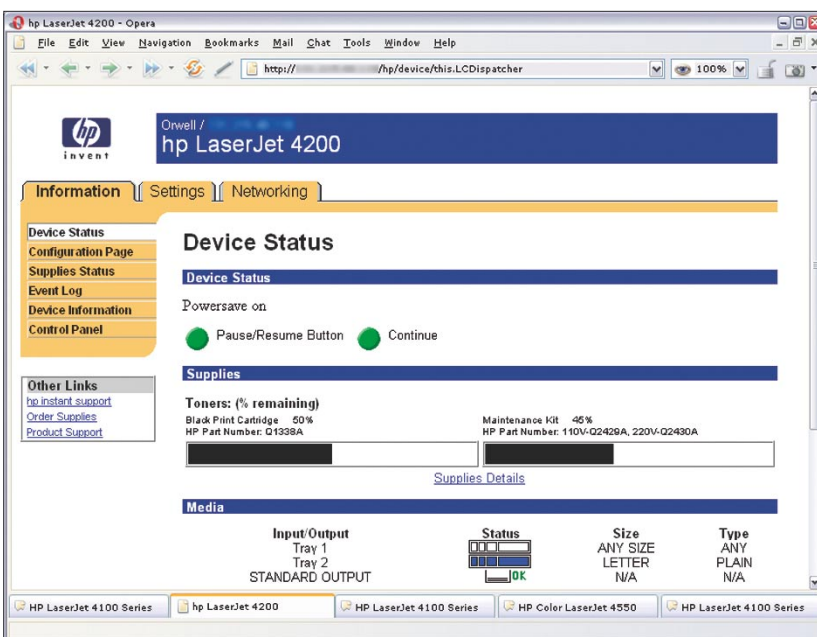 hp LaserJet 4200 - Opera
File Edit View Navigation Bookmarks Mail Chat Tools Window Help
http:// /hp/device/this.LCDispatcher 100%
hp
invent
Orwell /
hp LaserJet 4200
Information Settings Networking
Device Status
Configuration Page
Supplies Status
Event Log
Device Information
Control Panel
Other Links
hp instant support
Order Supplies
Product Support
Device Status
Device Status
Powersave on
Pause/Resume Button Continue
Supplies
Toners: (% remaining)
Black Print Cartridge 50%
HP Part Number: Q1338A
Maintenance Kit 45%
HP Part Number: 110V-Q2429A, 220V-Q2430A
Supplies Details
Media
Input/Output Status Size Type
Tray 1 ANY SIZE ANY
Tray 2 LETTER PLAIN
STANDARD OUTPUT OK N/A N/A
HP LaserJet 4100 Series hp LaserJet 4200 HP LaserJet 4100 Series HP Color LaserJet 4550 HP LaserJet 4100 Series